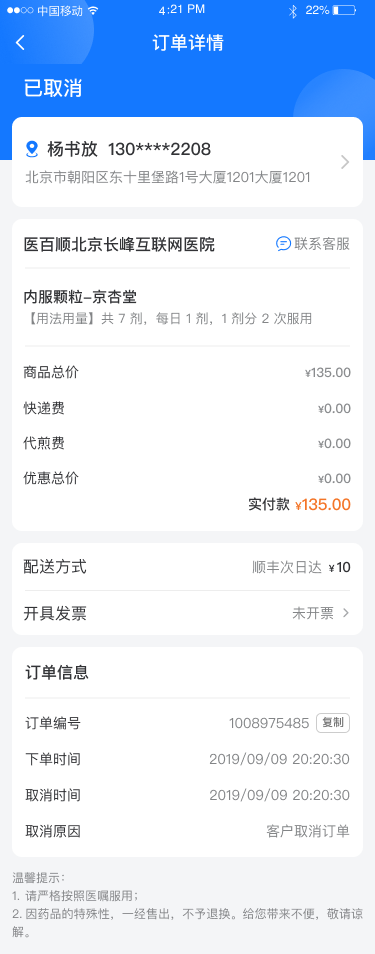 中国移动 4:21 PM 22%
订单详情
已取消
杨书放 130****2208
北京市朝阳区东十里堡路1号大厦1201大厦1201
医百顺北京长峰互联网医院 联系客服
内服颗粒-京杏堂
【用法用量】共 7 剂，每日 1 剂，1 剂分 2 次服用
商品总价 ¥135.00
快递费 ¥0.00
代煎费 ¥0.00
优惠总价 ¥0.00
实付款 ¥135.00
配送方式 顺丰次日达 ¥10
开具发票 未开票
订单信息
订单编号 1008975485 复制
下单时间 2019/09/09 20:20:30
取消时间 2019/09/09 20:20:30
取消原因 客户取消订单
温馨提示：
1. 请严格按照医嘱服用；
2. 因药品的特殊性，一经售出，不予退换。给您带来不便，敬请谅
解。